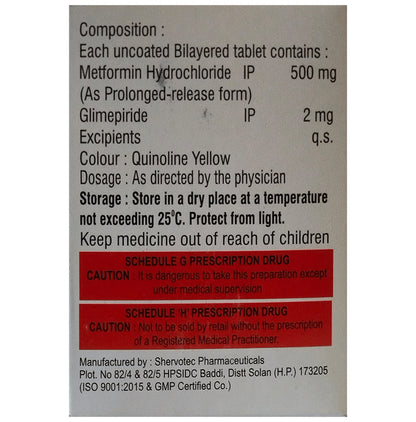 Composition :
Each uncoated Bilayered tablet contains :
Metformin Hydrochloride IP 500 mg
(As Prolonged-release form)
Glimepiride IP 2 mg
Excipients q.s.
Colour : Quinoline Yellow
Dosage : As directed by the physician
Storage : Store in a dry place at a temperature
not exceeding 25°C. Protect from light.
Keep medicine out of reach of children
SCHEDULE G PRESCRIPTION DRUG
CAUTION : It is dangerous to take this preparation except
under medical supervision
SCHEDULE 'H' PRESCRIPTION DRUG
CAUTION : Not to be sold by retail without the prescription
of a Registered Medical Practitioner.
Manufactured by : Shervotec Pharmaceuticals
Plot. No 82/4 & 82/5 HPSIDC Baddi, Distt Solan (H.P.) 173205
(ISO 9001:2015 & GMP Certified Co.)